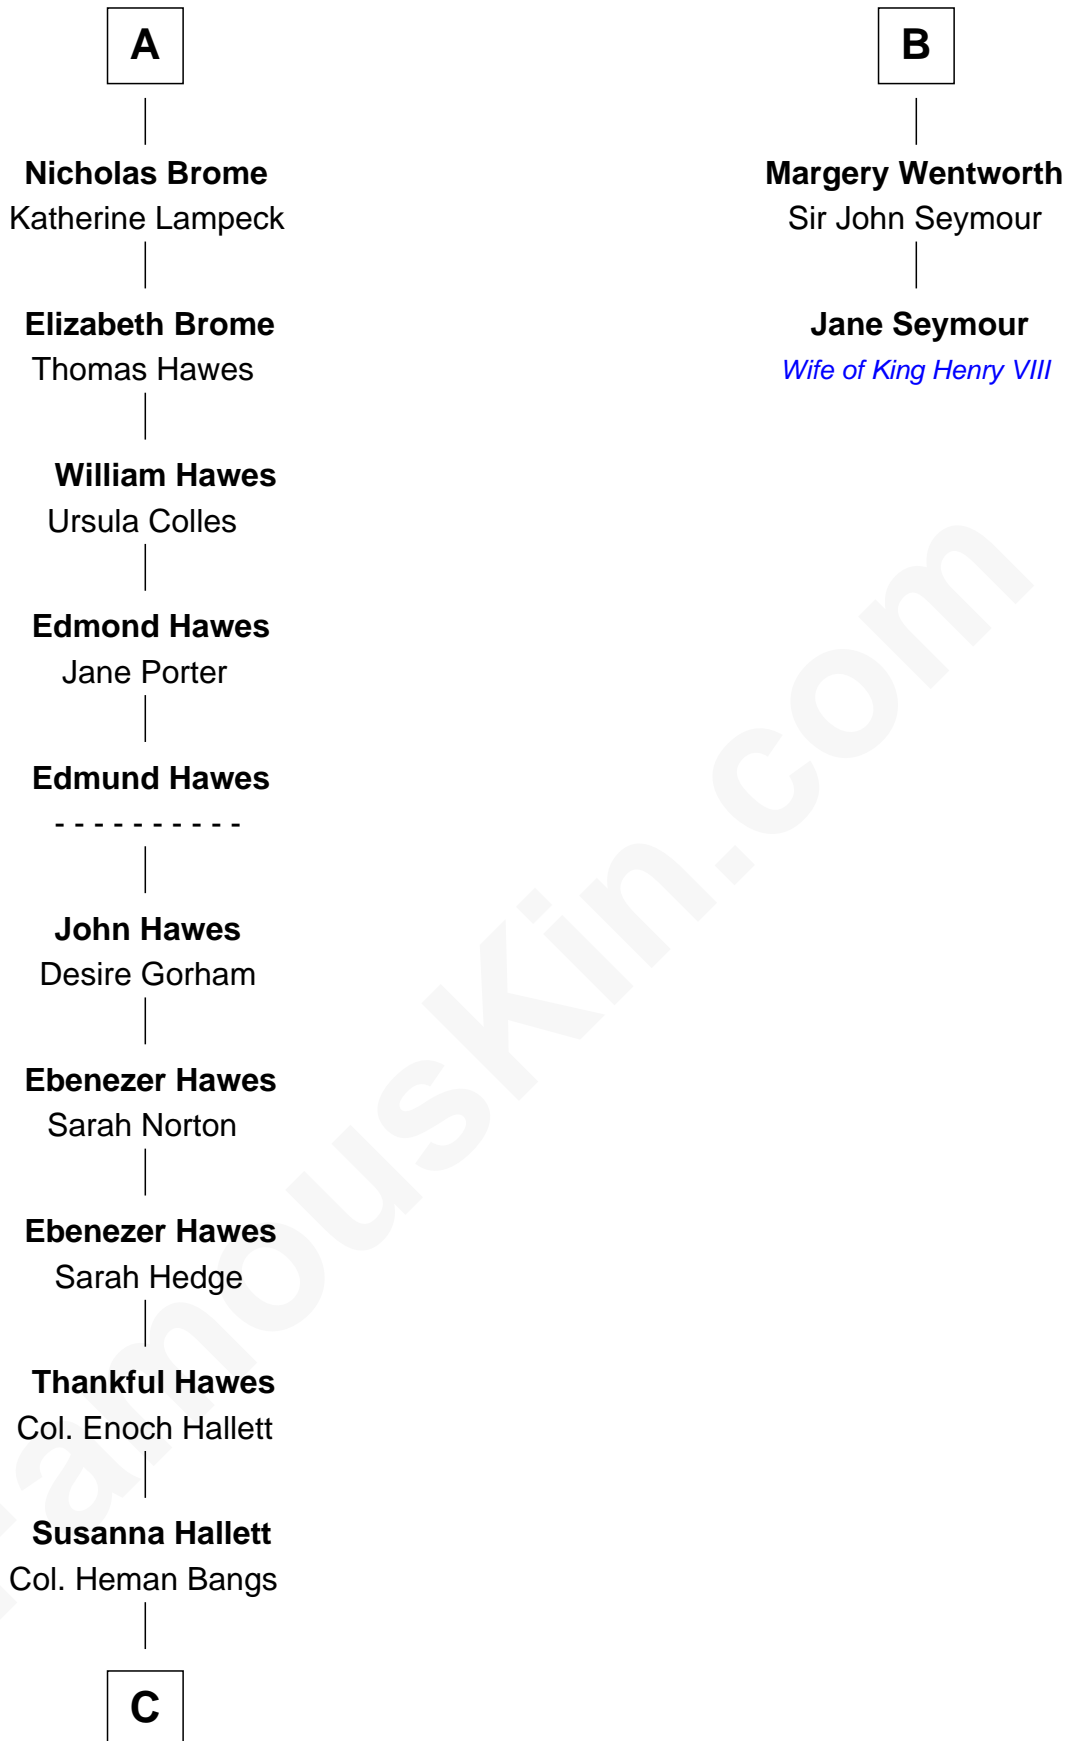 A
Nicholas Brome
Katherine Lampeck
Elizabeth Brome
Thomas Hawes
William Hawes
Ursula Colles
Edmond Hawes
Jane Porter
Edmund Hawes
- - - - - - - - - -
John Hawes
Desire Gorham
Ebenezer Hawes
Sarah Norton
Ebenezer Hawes
Sarah Hedge
Thankful Hawes
Col. Enoch Hallett
Susanna Hallett
Col. Heman Bangs
C
B
Margery Wentworth
Sir John Seymour
Jane Seymour
Wife of King Henry VIII
FamousKin.com